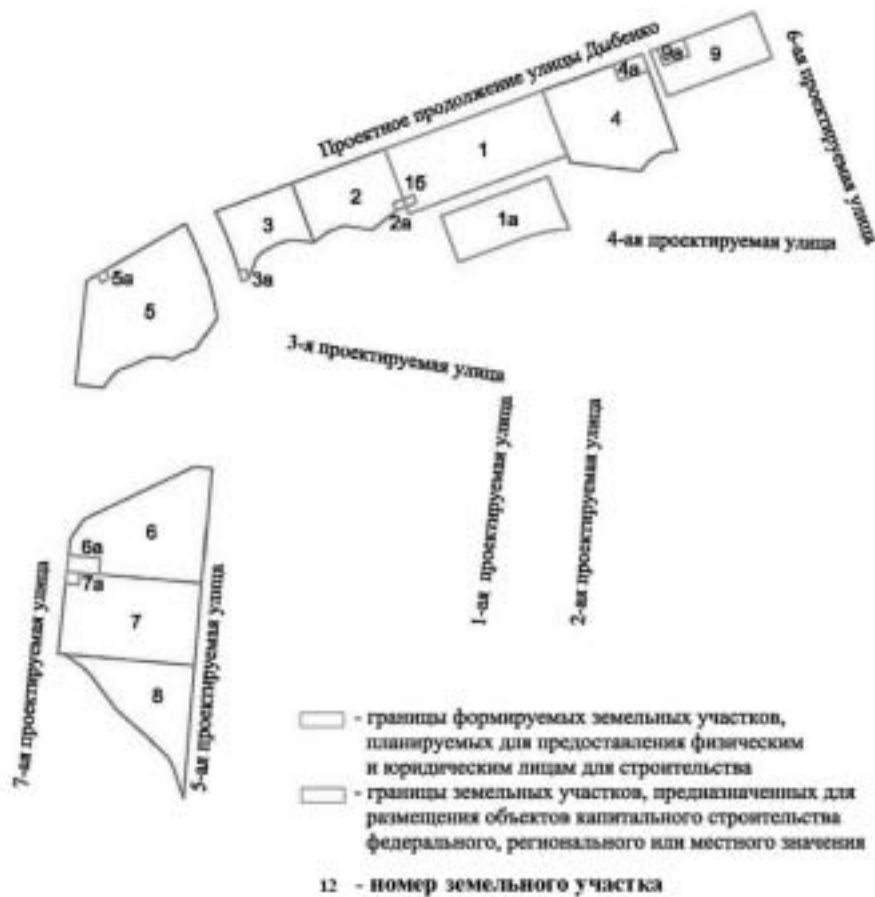 Проектное продолжение улицы Дыбенко
6-ая проектируемая улица
4а
8а
9
4
1
1б
2
2а
3
3а
1а
4-ая проектируемая улица
5а
5
3-я проектируемая улица
1-ая проектируемая улица
2-ая проектируемая улица
6
6а
7а
7
8
7-ая проектируемая улица
5-ая проектируемая улица
- границы формируемых земельных участков,
планируемых для предоставления физическим
и юридическим лицам для строительства
- границы земельных участков, предназначенных для
размещения объектов капитального строительства
федерального, регионального или местного значения
12 - номер земельного участка